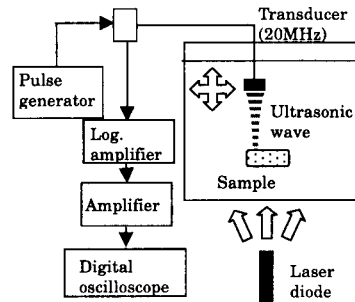 Transducer
(20MHz)
Pulse
generator
Ultrasonic
wave
Log.
amplifier
Sample
Amplifier
Digital
oscilloscope
Laser
diode